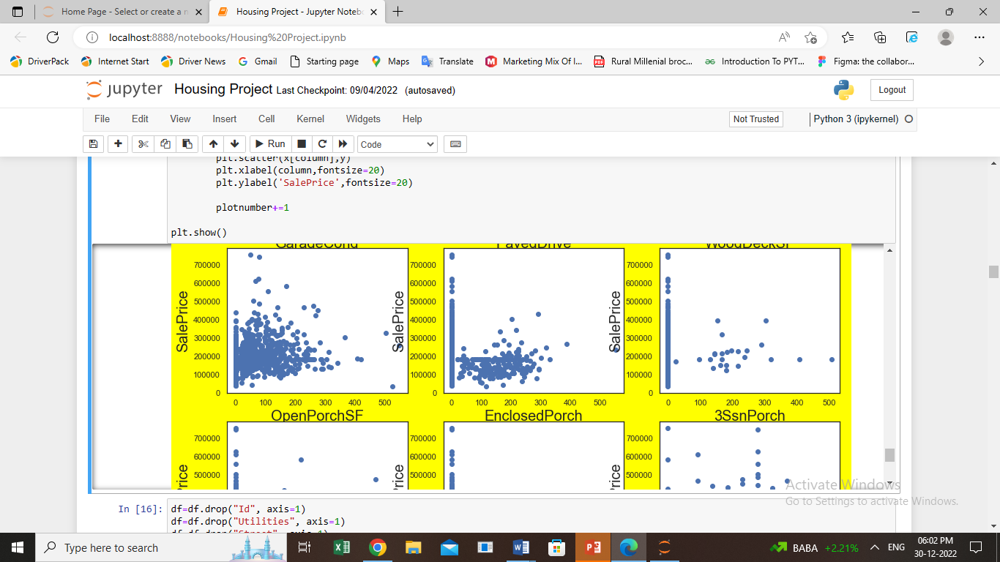 Home Page - Select or create a n
Housing Project - Jupyter Notebo
localhost:8888/notebooks/Housing%20Project.ipynb
DriverPack Internet Start Driver News Gmail Starting page Maps Translate Marketing Mix Of I... Rural Millenial broc... Introduction To PYT... Figma: the collabor...
jupyter Housing Project Last Checkpoint: 09/04/2022 (autosaved) Logout
File Edit View Insert Cell Kernel Widgets Help Not Trusted Python 3 (ipykernel)
Run Code
plt.scatter(x[column],y)
plt.xlabel(column,fontsize=20)
plt.ylabel('SalePrice',fontsize=20)
plotnumber+=1
plt.show()
PavedDrive WoodDeckSF
700000 700000 700000
600000 600000 600000
500000 500000 500000
400000 400000 400000
300000 300000 300000
200000 200000 200000
100000 100000 100000
0 0 0
SalePrice SalePrice SalePrice
0 100 200 300 400 500 0 100 200 300 400 500 0 100 200 300 400 500
OpenPorchSF EnclosedPorch 3SsnPorch
700000 700000 700000
600000 600000 600000
500000 500000 500000
rice rice rice
Activate Windows
Go to Settings to activate Windows.
In [16]: df=df.drop("Id", axis=1)
df=df.drop("Utilities", axis=1)
df=df.drop("Street", axis=1)
Type here to search
BABA +2.21% ENG 06:02 PM
30-12-2022